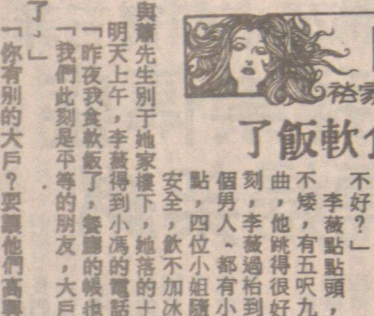 家祐
軟飯了
不好?」
李薇點點頭,
不矮,有五呎九
曲,他跳得很好
刻,李薇過枱到
個男人、都有小
點,四位小姐隨
安全,飲不加冰
與蕭先生別于她家樓下,她落的士
明天上午,李薇得到小馮的電話
「昨夜我食軟飯了,餐廳的帳也
「我們此刻是平等的朋友,大戶
了。」
「你有別的大戶?要讓他們高興